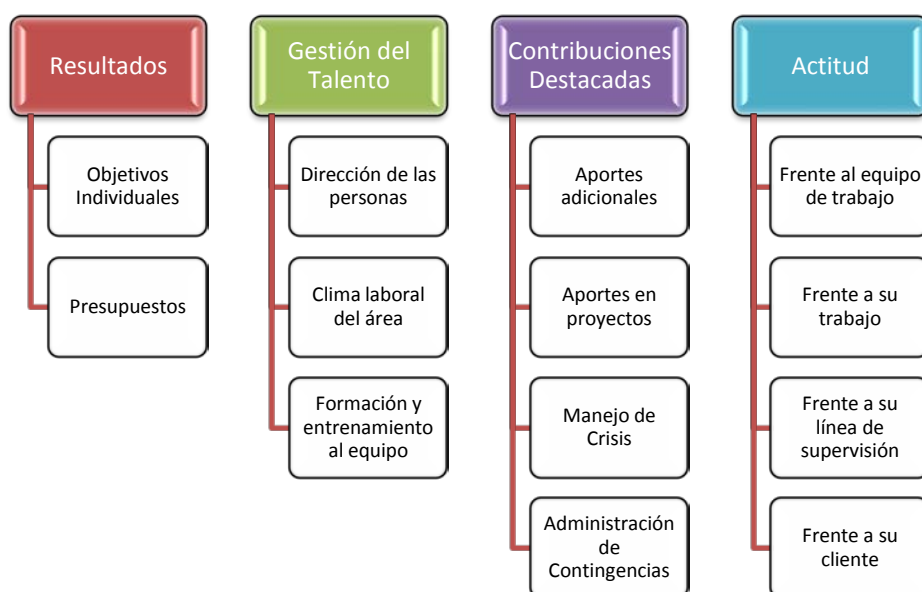 Resultados
Objetivos
Individuales
Presupuestos
Gestión del
Talento
Dirección de las
personas
Clima laboral
del área
Formación y
entrenamiento
al equipo
Contribuciones
Destacadas
Aportes
adicionales
Aportes en
proyectos
Manejo de
Crisis
Administración
de
Contingencias
Actitud
Frente al equipo
de trabajo
Frente a su
trabajo
Frente a su
línea de
supervisión
Frente a su
cliente